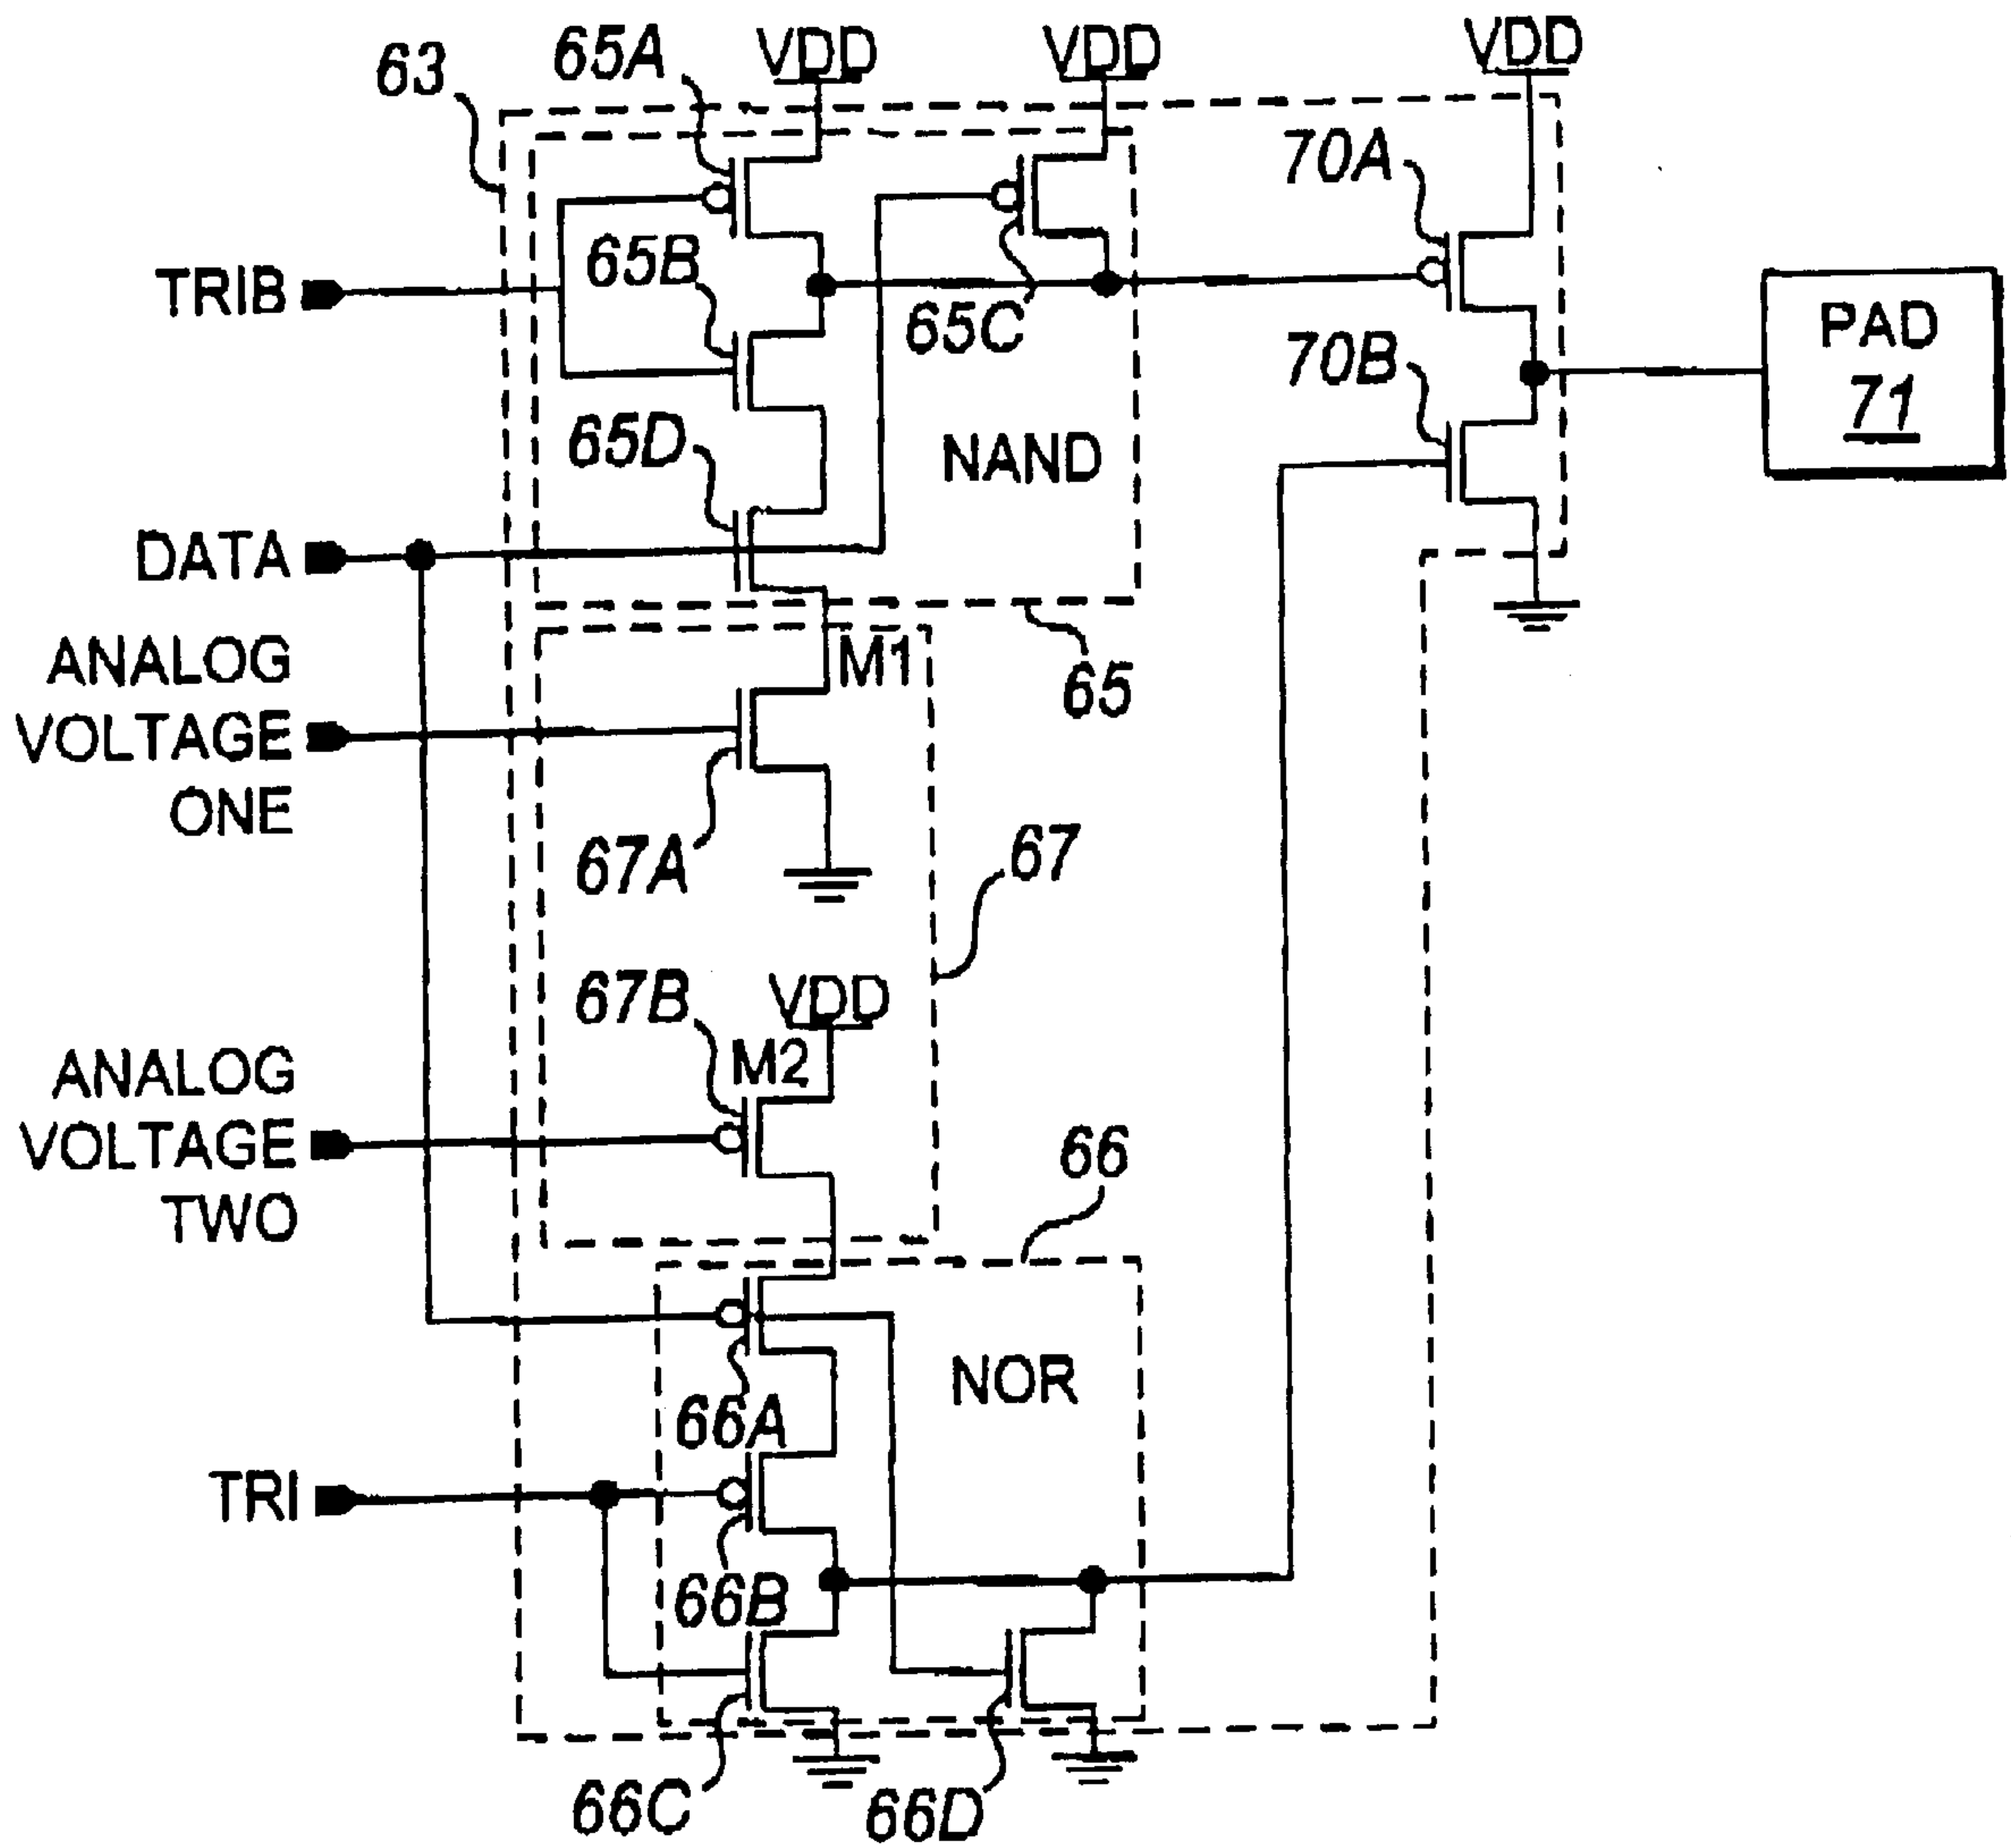 63
65A
VDD
VDD
VDD
70A
65B
TRIB
65C
PAD
71
70B
65D
NAND
DATA
M1
65
ANALOG
VOLTAGE
ONE
67A
67
67B
VDD
M2
ANALOG
VOLTAGE
TWO
66
NOR
66A
TRI
66B
66C
66D